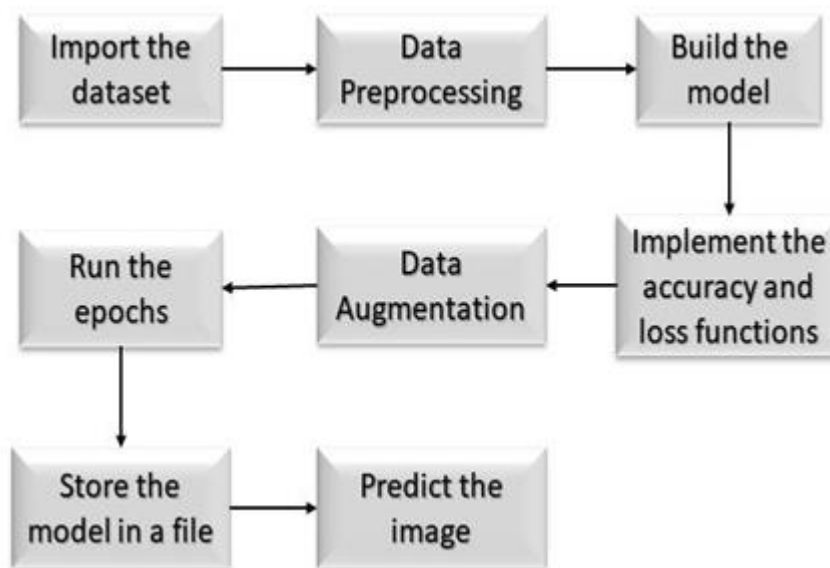 Import the
dataset
Data
Preprocessing
Build the
model
Implement the
accuracy and
loss functions
Data
Augmentation
Run the
epochs
Store the
model in a file
Predict the
image